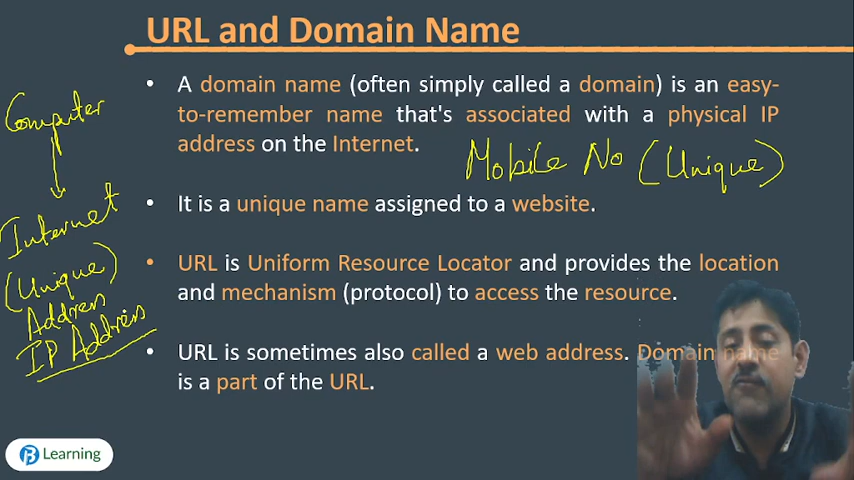 URL and Domain Name
• A domain name (often simply called a domain) is an easy-
to-remember name that's associated with a physical IP
address on the Internet.
Mobile No (Unique)
• It is a unique name assigned to a website.
• URL is Uniform Resource Locator and provides the location
and mechanism (protocol) to access the resource.
• URL is sometimes also called a web address. Domain name
is a part of the URL.
Computer
Internet
(Unique)
Address
IP Address
Learning